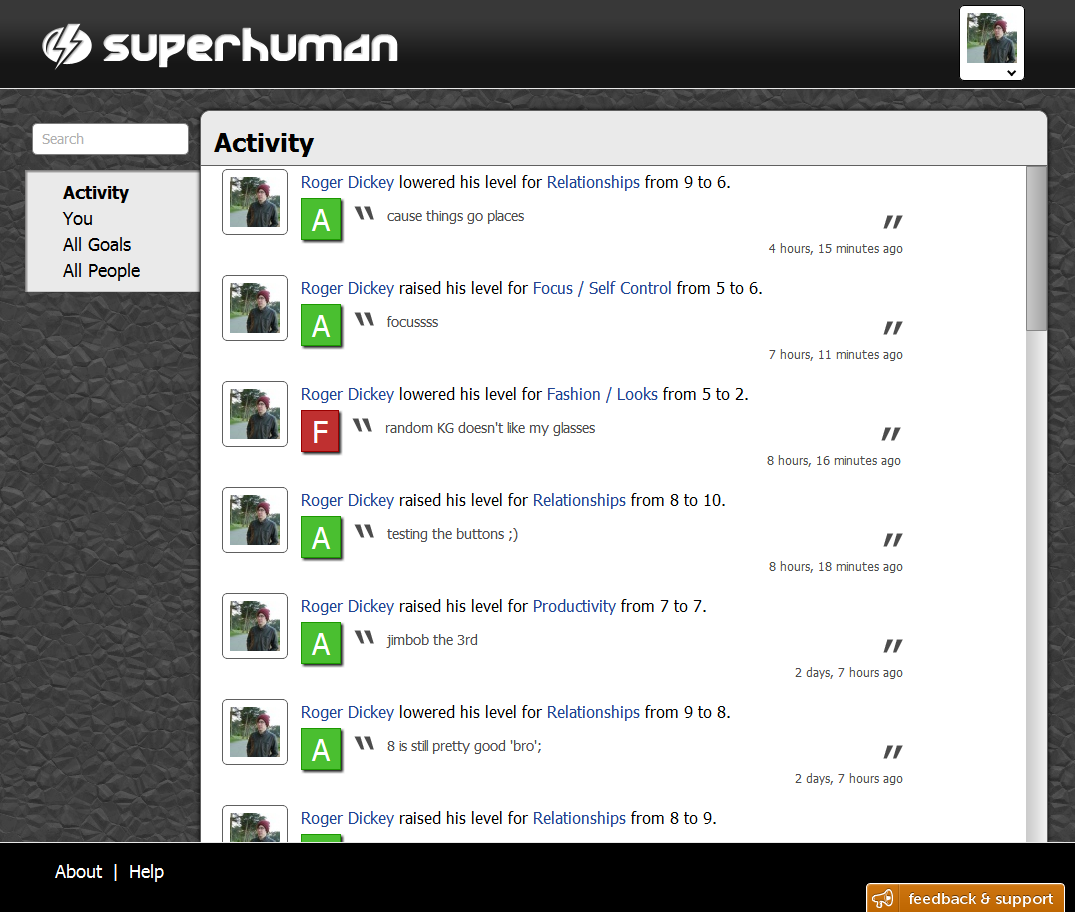 superhuman
Search
Activity
You
All Goals
All People
Activity
Roger Dickey lowered his level for Relationships from 9 to 6.
A " cause things go places "
4 hours, 15 minutes ago
Roger Dickey raised his level for Focus / Self Control from 5 to 6.
A " focussss "
7 hours, 11 minutes ago
Roger Dickey lowered his level for Fashion / Looks from 5 to 2.
F " random KG doesn't like my glasses "
8 hours, 16 minutes ago
Roger Dickey raised his level for Relationships from 8 to 10.
A " testing the buttons ;) "
8 hours, 18 minutes ago
Roger Dickey raised his level for Productivity from 7 to 7.
A " jimbob the 3rd "
2 days, 7 hours ago
Roger Dickey lowered his level for Relationships from 9 to 8.
A " 8 is still pretty good 'bro'; "
2 days, 7 hours ago
Roger Dickey raised his level for Relationships from 8 to 9.
About | Help
feedback & support